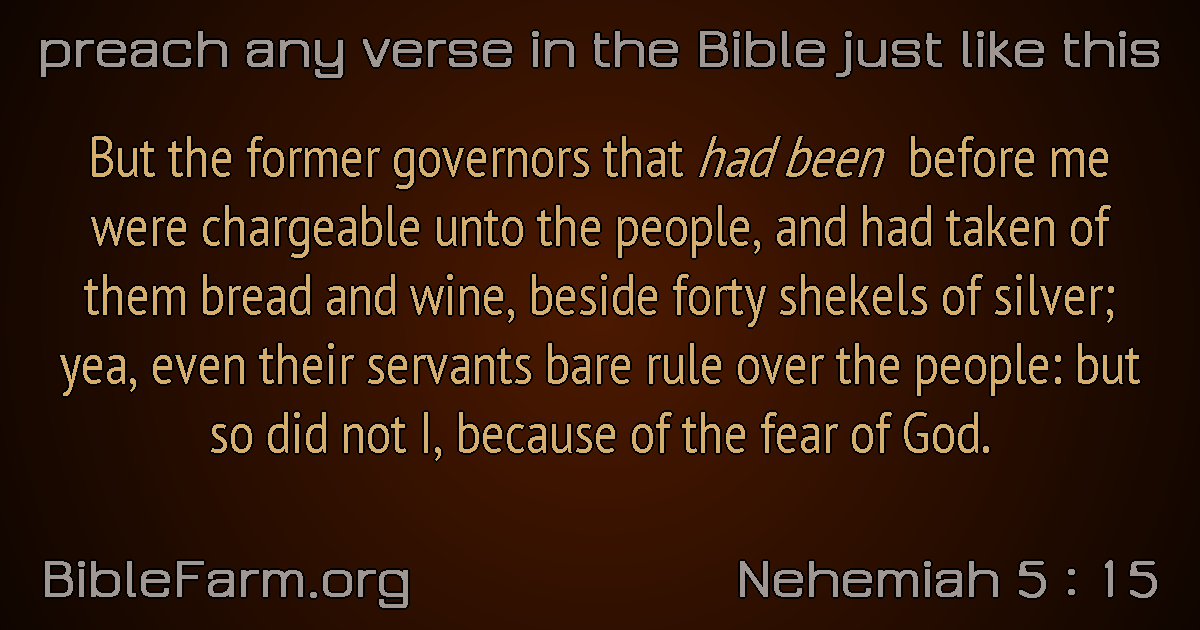 preach any verse in the Bible just like this
But the former governors that had been before me
were chargeable unto the people, and had taken of
them bread and wine, beside forty shekels of silver;
yea, even their servants bare rule over the people: but
so did not I, because of the fear of God.
BibleFarm.org
Nehemiah 5 : 15